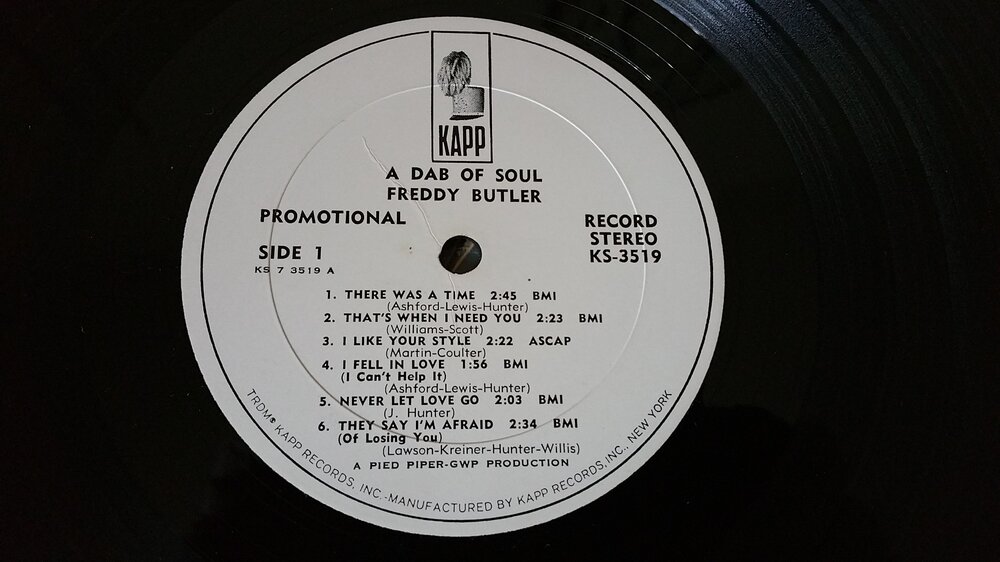 KAPP
A DAB OF SOUL
FREDDY BUTLER
PROMOTIONAL
RECORD
STEREO
KS-3519
SIDE 1
KS 7 3519 A
1. THERE WAS A TIME 2:45 BMI
(Ashford-Lewis-Hunter)
2. THAT'S WHEN I NEED YOU 2:23 BMI
(Williams-Scott)
3. I LIKE YOUR STYLE 2:22 ASCAP
(Martin-Coulter)
4. I FELL IN LOVE 1:56 BMI
(I Can't Help It)
(Ashford-Lewis-Hunter)
5. NEVER LET LOVE GO 2:03 BMI
(J. Hunter)
6. THEY SAY I'M AFRAID 2:34 BMI
(Of Losing You)
(Lawson-Kreiner-Hunter-Willis)
A PIED PIPER-GWP PRODUCTION
TRDM® KAPP RECORDS, INC.-MANUFACTURED BY KAPP RECORDS, INC., NEW YORK